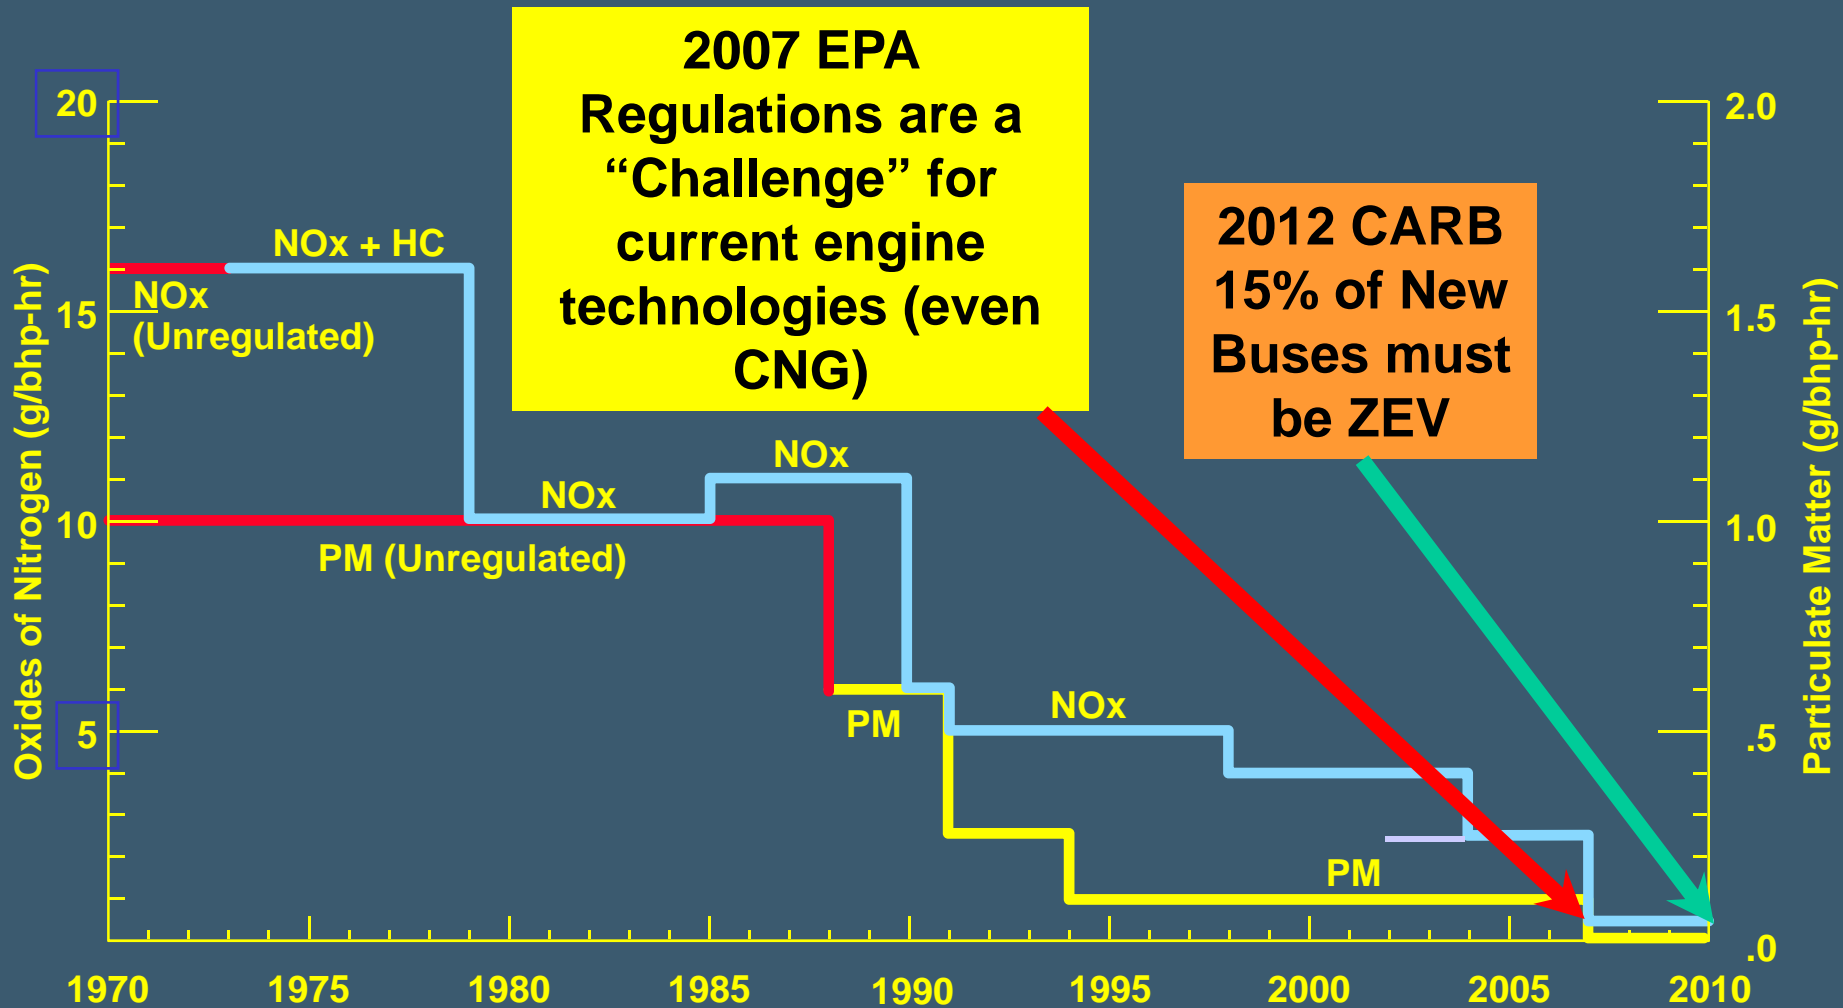 2007 EPA
Regulations are a
“Challenge” for
current engine
technologies (even
CNG)
2012 CARB
15% of New
Buses must
be ZEV
Oxides of Nitrogen (g/bhp-hr)
20
15
10
5
NOx + HC
NOx
(Unregulated)
NOx
NOx
PM (Unregulated)
PM
NOx
PM
2.0
1.5
1.0
.5
.0
Particulate Matter (g/bhp-hr)
1970 1975 1980 1985 1990 1995 2000 2005 2010